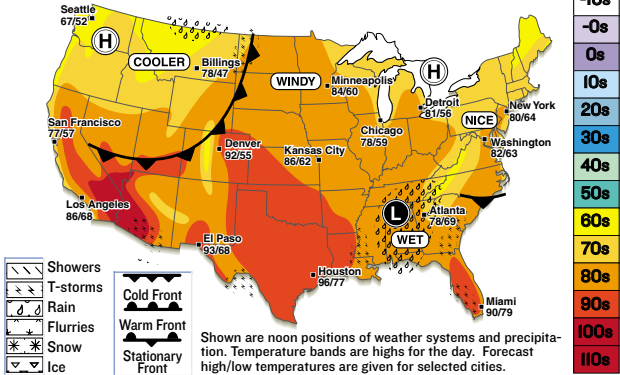 Seattle
67/52
H
COOLER
Billings
78/47
WINDY
Minneapolis
84/60
H
Detroit
81/56
New York
80/64
NICE
San Francisco
77/57
Denver
92/55
Kansas City
86/62
Chicago
78/59
Washington
82/63
Los Angeles
86/68
L
Atlanta
78/69
WET
El Paso
93/68
Houston
96/77
Miami
90/79
Showers
T-storms
Rain
Flurries
Snow
Ice
Cold Front
Warm Front
Stationary
Front
Shown are noon positions of weather systems and precipita-
tion. Temperature bands are highs for the day. Forecast
high/low temperatures are given for selected cities.
-0s
0s
10s
20s
30s
40s
50s
60s
70s
80s
90s
100s
110s